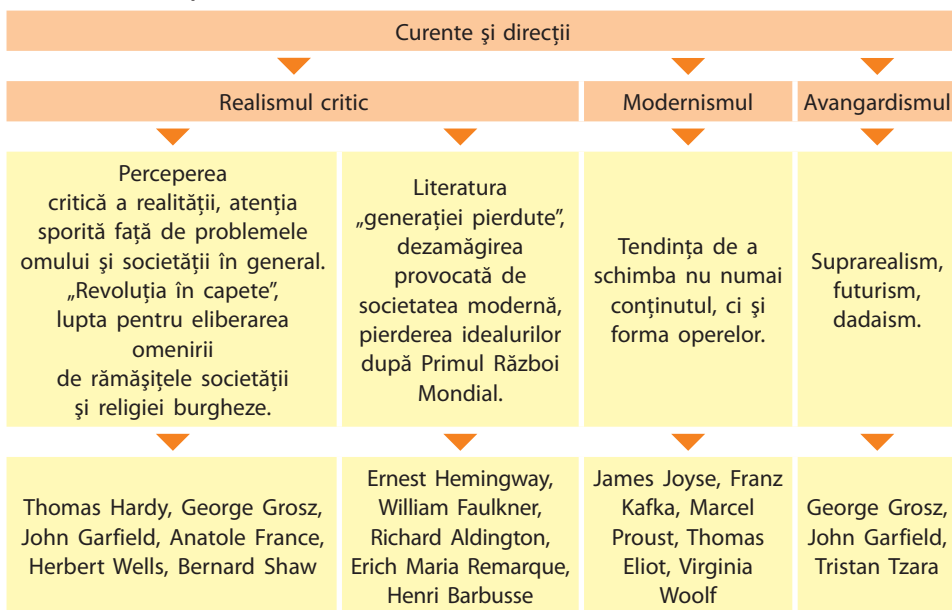 Curente şi direcţii
Realismul critic
Modernismul
Avangardismul
Perceperea
critică a realităţii, atenţia
sporită faţă de problemele
omului şi societăţii în general.
„Revoluţia în capete”,
lupta pentru eliberarea
omenirii
de rămăşiţele societăţii
şi religiei burgheze.
Literatura
„generaţiei pierdute”,
dezamăgirea
provocată de
societatea modernă,
pierderea idealurilor
după Primul Război
Mondial.
Tendinţa de a
schimba nu numai
conţinutul, ci şi
forma operelor.
Suprarealism,
futurism,
dadaism.
Thomas Hardy, George Grosz,
John Garfield, Anatole France,
Herbert Wells, Bernard Shaw
Ernest Hemingway,
William Faulkner,
Richard Aldington,
Erich Maria Remarque,
Henri Barbusse
James Joyse, Franz
Kafka, Marcel
Proust, Thomas
Eliot, Virginia
Woolf
George Grosz,
John Garfield,
Tristan Tzara